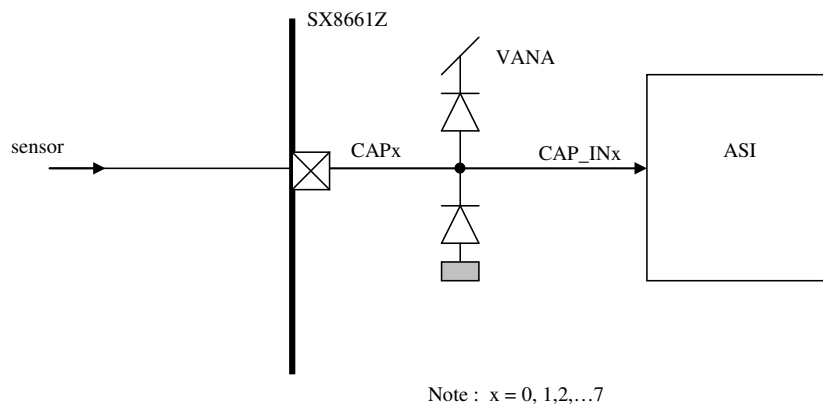 SX8661Z
VANA
sensor
CAPx
CAP_INx
ASI
Note : x = 0, 1,2,…7